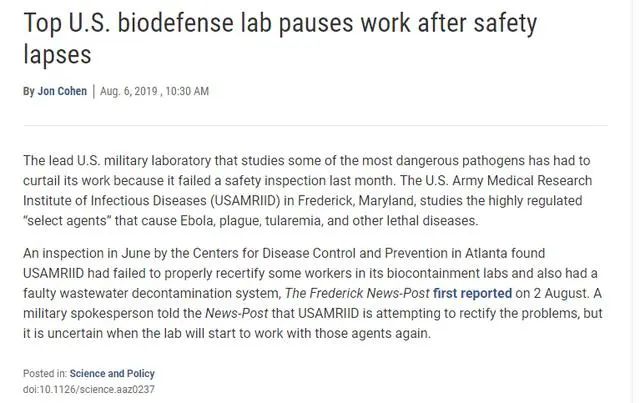 Top U.S. biodefense lab pauses work after safety
lapses
By Jon Cohen | Aug. 6, 2019 , 10:30 AM
The lead U.S. military laboratory that studies some of the most dangerous pathogens has had to
curtail its work because it failed a safety inspection last month. The U.S. Army Medical Research
Institute of Infectious Diseases (USAMRIID) in Frederick, Maryland, studies the highly regulated
“select agents” that cause Ebola, plague, tularemia, and other lethal diseases.
An inspection in June by the Centers for Disease Control and Prevention in Atlanta found
USAMRIID had failed to properly recertify some workers in its biocontainment labs and also had a
faulty wastewater decontamination system, The Frederick News-Post first reported on 2 August. A
military spokesperson told the News-Post that USAMRIID is attempting to rectify the problems, but
it is uncertain when the lab will start to work with those agents again.
Posted in: Science and Policy
doi:10.1126/science.aaz0237